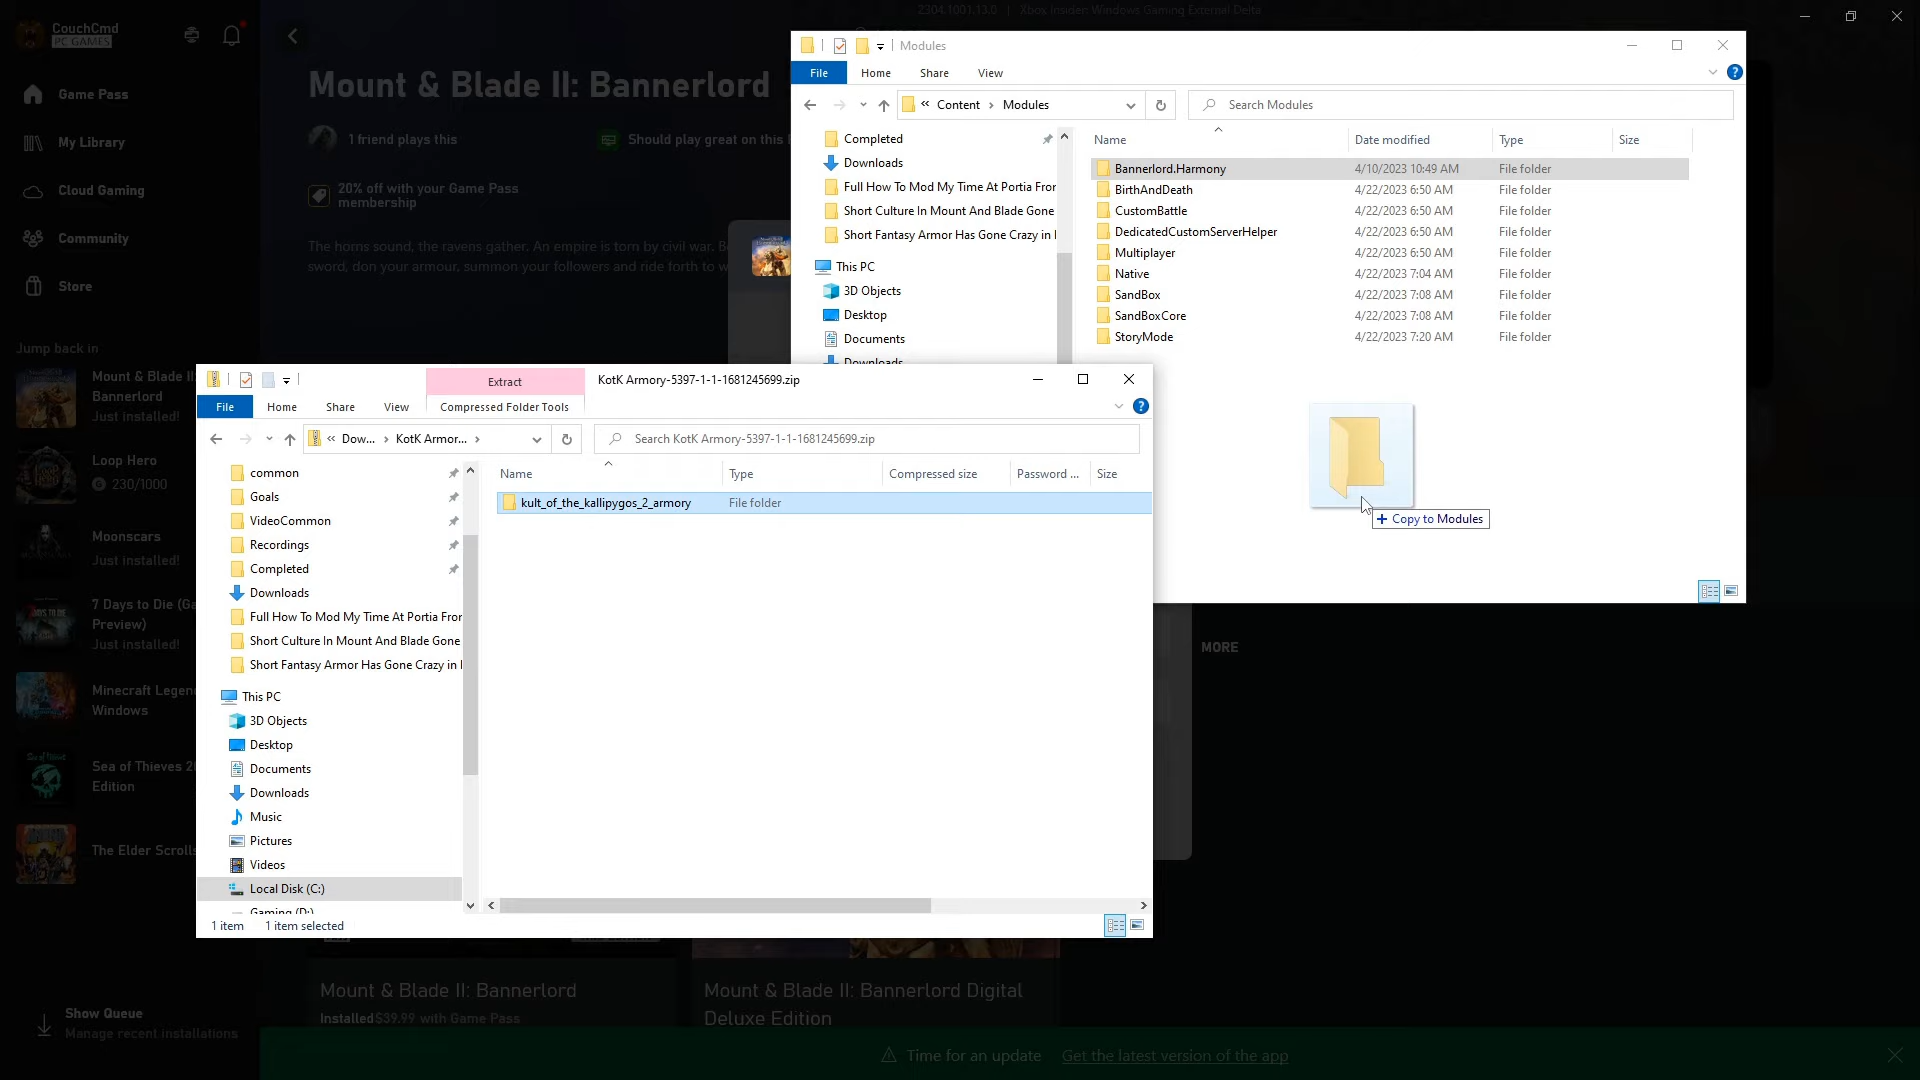 CouchCmd
PC GAMES
2304.1001.13.0 | Xbox Insider: Windows Gaming External Delta
Game Pass
My Library
Cloud Gaming
Community
Store
Jump back in
Mount & Blade II:
Bannerlord
Just installed!
Loop Hero
230/1000
Moonscars
Just installed!
7 Days to Die (Ga
Preview)
Just installed!
Minecraft Legen
Windows
Sea of Thieves 2
Edition
The Elder Scrolls
Show Queue
Manage recent installations
Mount & Blade II: Bannerlord
1 friend plays this
Should play great on this
20% off with your Game Pass
membership
The horns sound, the ravens gather. An empire is torn by civil war. B
sword, don your armour, summon your followers and ride forth to w
Modules
File Home Share View
« Content > Modules
Search Modules
Completed
Downloads
Full How To Mod My Time At Portia Fror
Short Culture In Mount And Blade Gone
Short Fantasy Armor Has Gone Crazy in
This PC
3D Objects
Desktop
Documents
Downloads
Name Date modified Type Size
Bannerlord.Harmony 4/10/2023 10:49 AM File folder
BirthAndDeath 4/22/2023 6:50 AM File folder
CustomBattle 4/22/2023 6:50 AM File folder
DedicatedCustomServerHelper 4/22/2023 6:50 AM File folder
Multiplayer 4/22/2023 6:50 AM File folder
Native 4/22/2023 7:04 AM File folder
SandBox 4/22/2023 7:08 AM File folder
SandBoxCore 4/22/2023 7:08 AM File folder
StoryMode 4/22/2023 7:20 AM File folder
+ Copy to Modules
Extract
KotK Armory-5397-1-1-1681245699.zip
File Home Share View Compressed Folder Tools
« Dow... > KotK Armor... >
Search KotK Armory-5397-1-1-1681245699.zip
common
Goals
VideoCommon
Recordings
Completed
Downloads
Full How To Mod My Time At Portia Fror
Short Culture In Mount And Blade Gone
Short Fantasy Armor Has Gone Crazy in
This PC
3D Objects
Desktop
Documents
Downloads
Music
Pictures
Videos
Local Disk (C:)
Gaming (D:)
Name Type Compressed size Password ... Size
kult_of_the_kallipygos_2_armory File folder
1 item 1 item selected
MORE
Mount & Blade II: Bannerlord
Installed $39.99 with Game Pass
Mount & Blade II: Bannerlord Digital
Deluxe Edition
Time for an update Get the latest version of the app